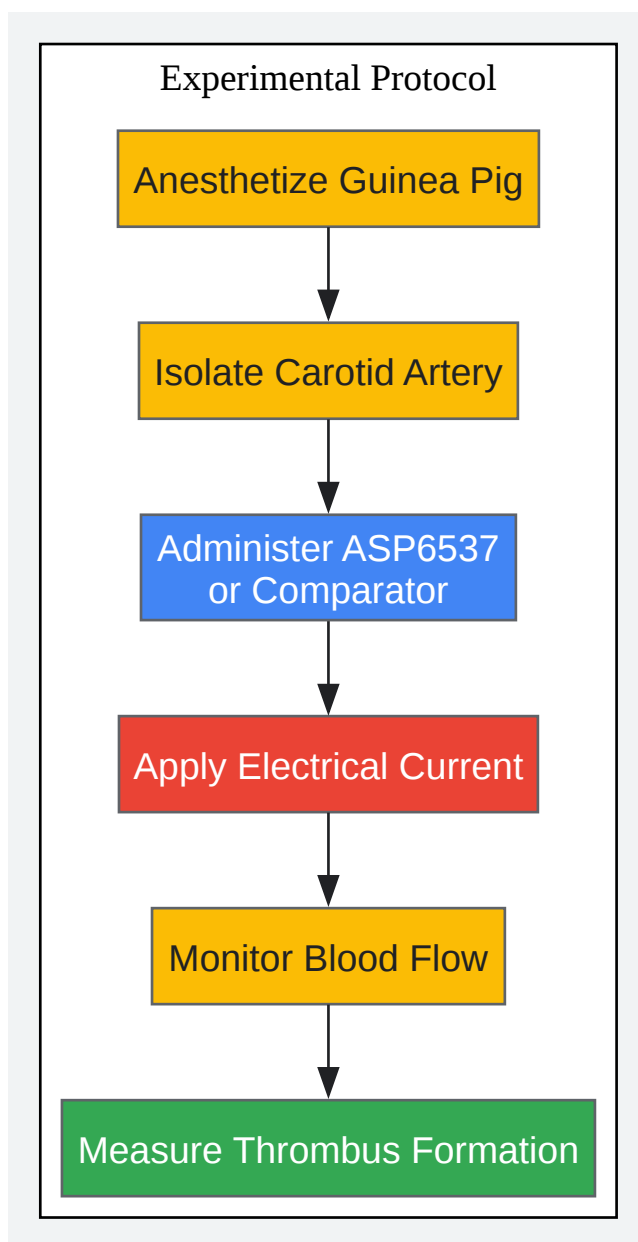 Experimental Protocol
Anesthetize Guinea Pig
Isolate Carotid Artery
Administer ASP6537
or Comparator
Apply Electrical Current
Monitor Blood Flow
Measure Thrombus Formation